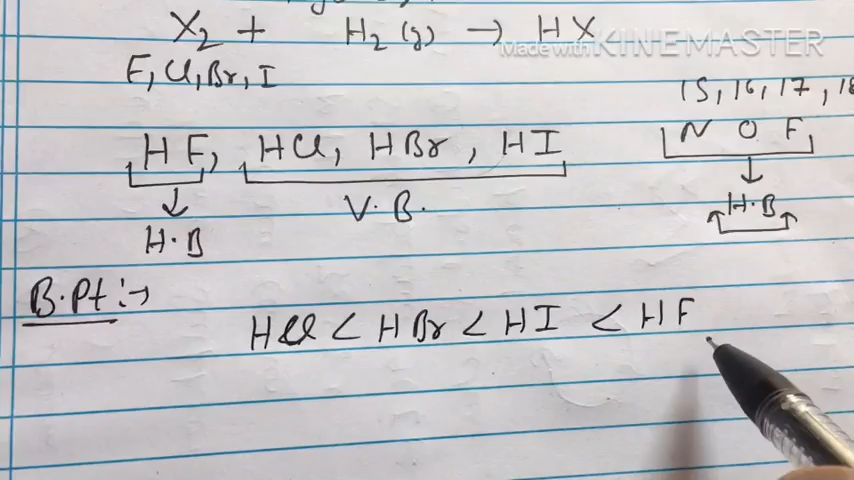 X₂ + H₂ (g) → HX
Made with KINEMASTER
F, Cl, Br, I
15, 16, 17, 18
N O F,
HF, HCl, HBr, HI
V.B.
H.B
H.B
B.Pt :→
HCl < HBr < HI < HF